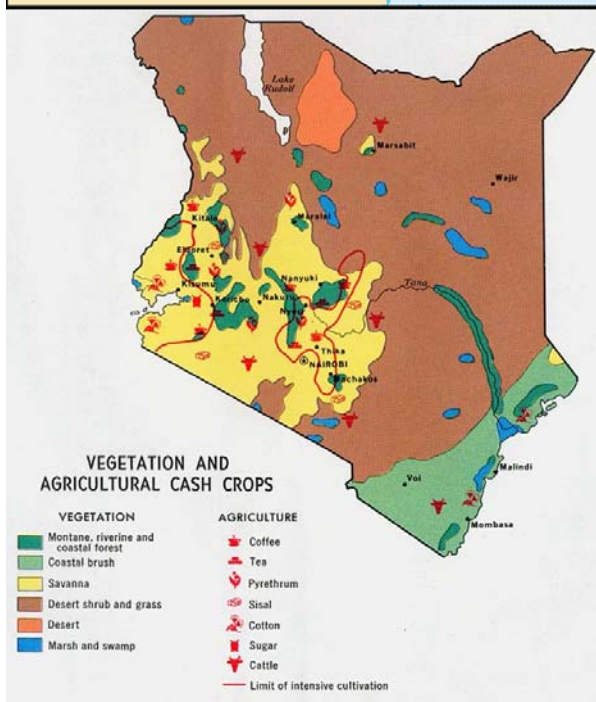 Lake
Rudolf
Marsabit
Wajir
Kitale
Maralal
Eldoret
Kisumu
Nanyuki
Kericho
Nakuru
Nyeri
Tana
Thika
NAIROBI
Machakos
Malindi
Voi
Mombasa
VEGETATION AND
AGRICULTURAL CASH CROPS
VEGETATION
Montane, riverine and
coastal forest
Coastal brush
Savanna
Desert shrub and grass
Desert
Marsh and swamp
AGRICULTURE
Coffee
Tea
Pyrethrum
Sisal
Cotton
Sugar
Cattle
Limit of intensive cultivation